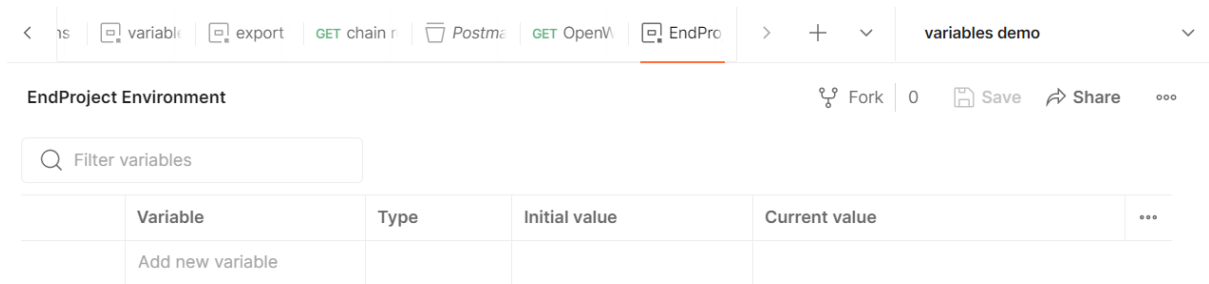 ns variable export GET chain r Postma GET OpenW EndPro variables demo
EndProject Environment Fork 0 Save Share
Filter variables
Variable Type Initial value Current value
Add new variable